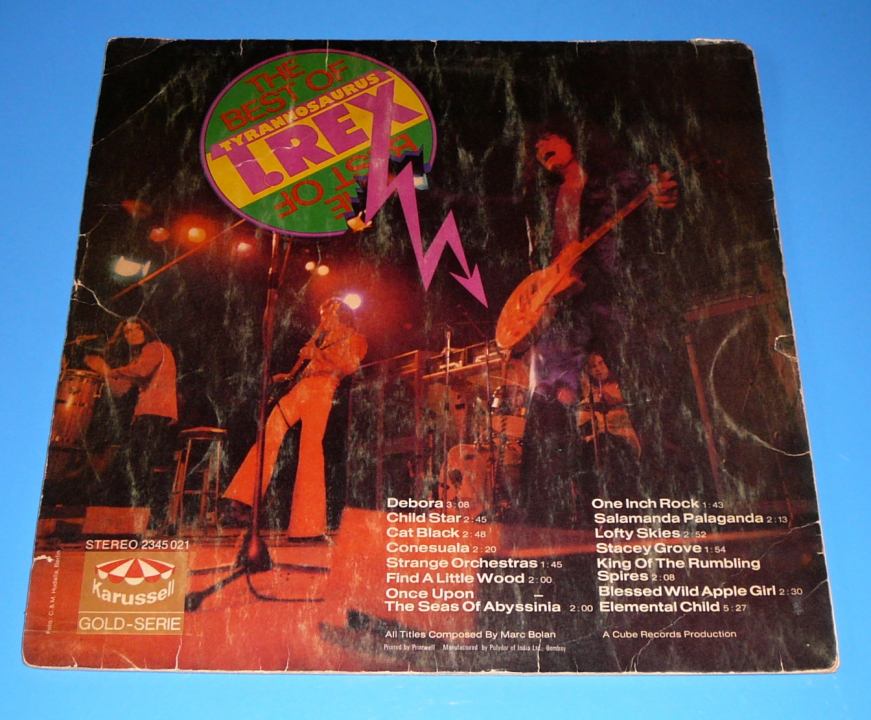 THE
BEST OF
TYRANNOSAURUS
T.REX
BEST OF
THE
Debora 3:08
Child Star 2:45
Cat Black 2:48
Conesuala 2:20
Strange Orchestras 1:45
Find A Little Wood 2:00
Once Upon
The Seas Of Abyssinia 2:00
One Inch Rock 1:43
Salamanda Palaganda 2:13
Lofty Skies 2:52
Stacey Grove 1:54
King Of The Rumbling
Spires 2:08
Blessed Wild Apple Girl 2:30
Elemental Child 5:27
STEREO 2345 021
Karussell
GOLD-SERIE
All Titles Composed By Marc Bolan
A Cube Records Production
Printed by Printwell Manufactured by Polydor of India Ltd. Bombay